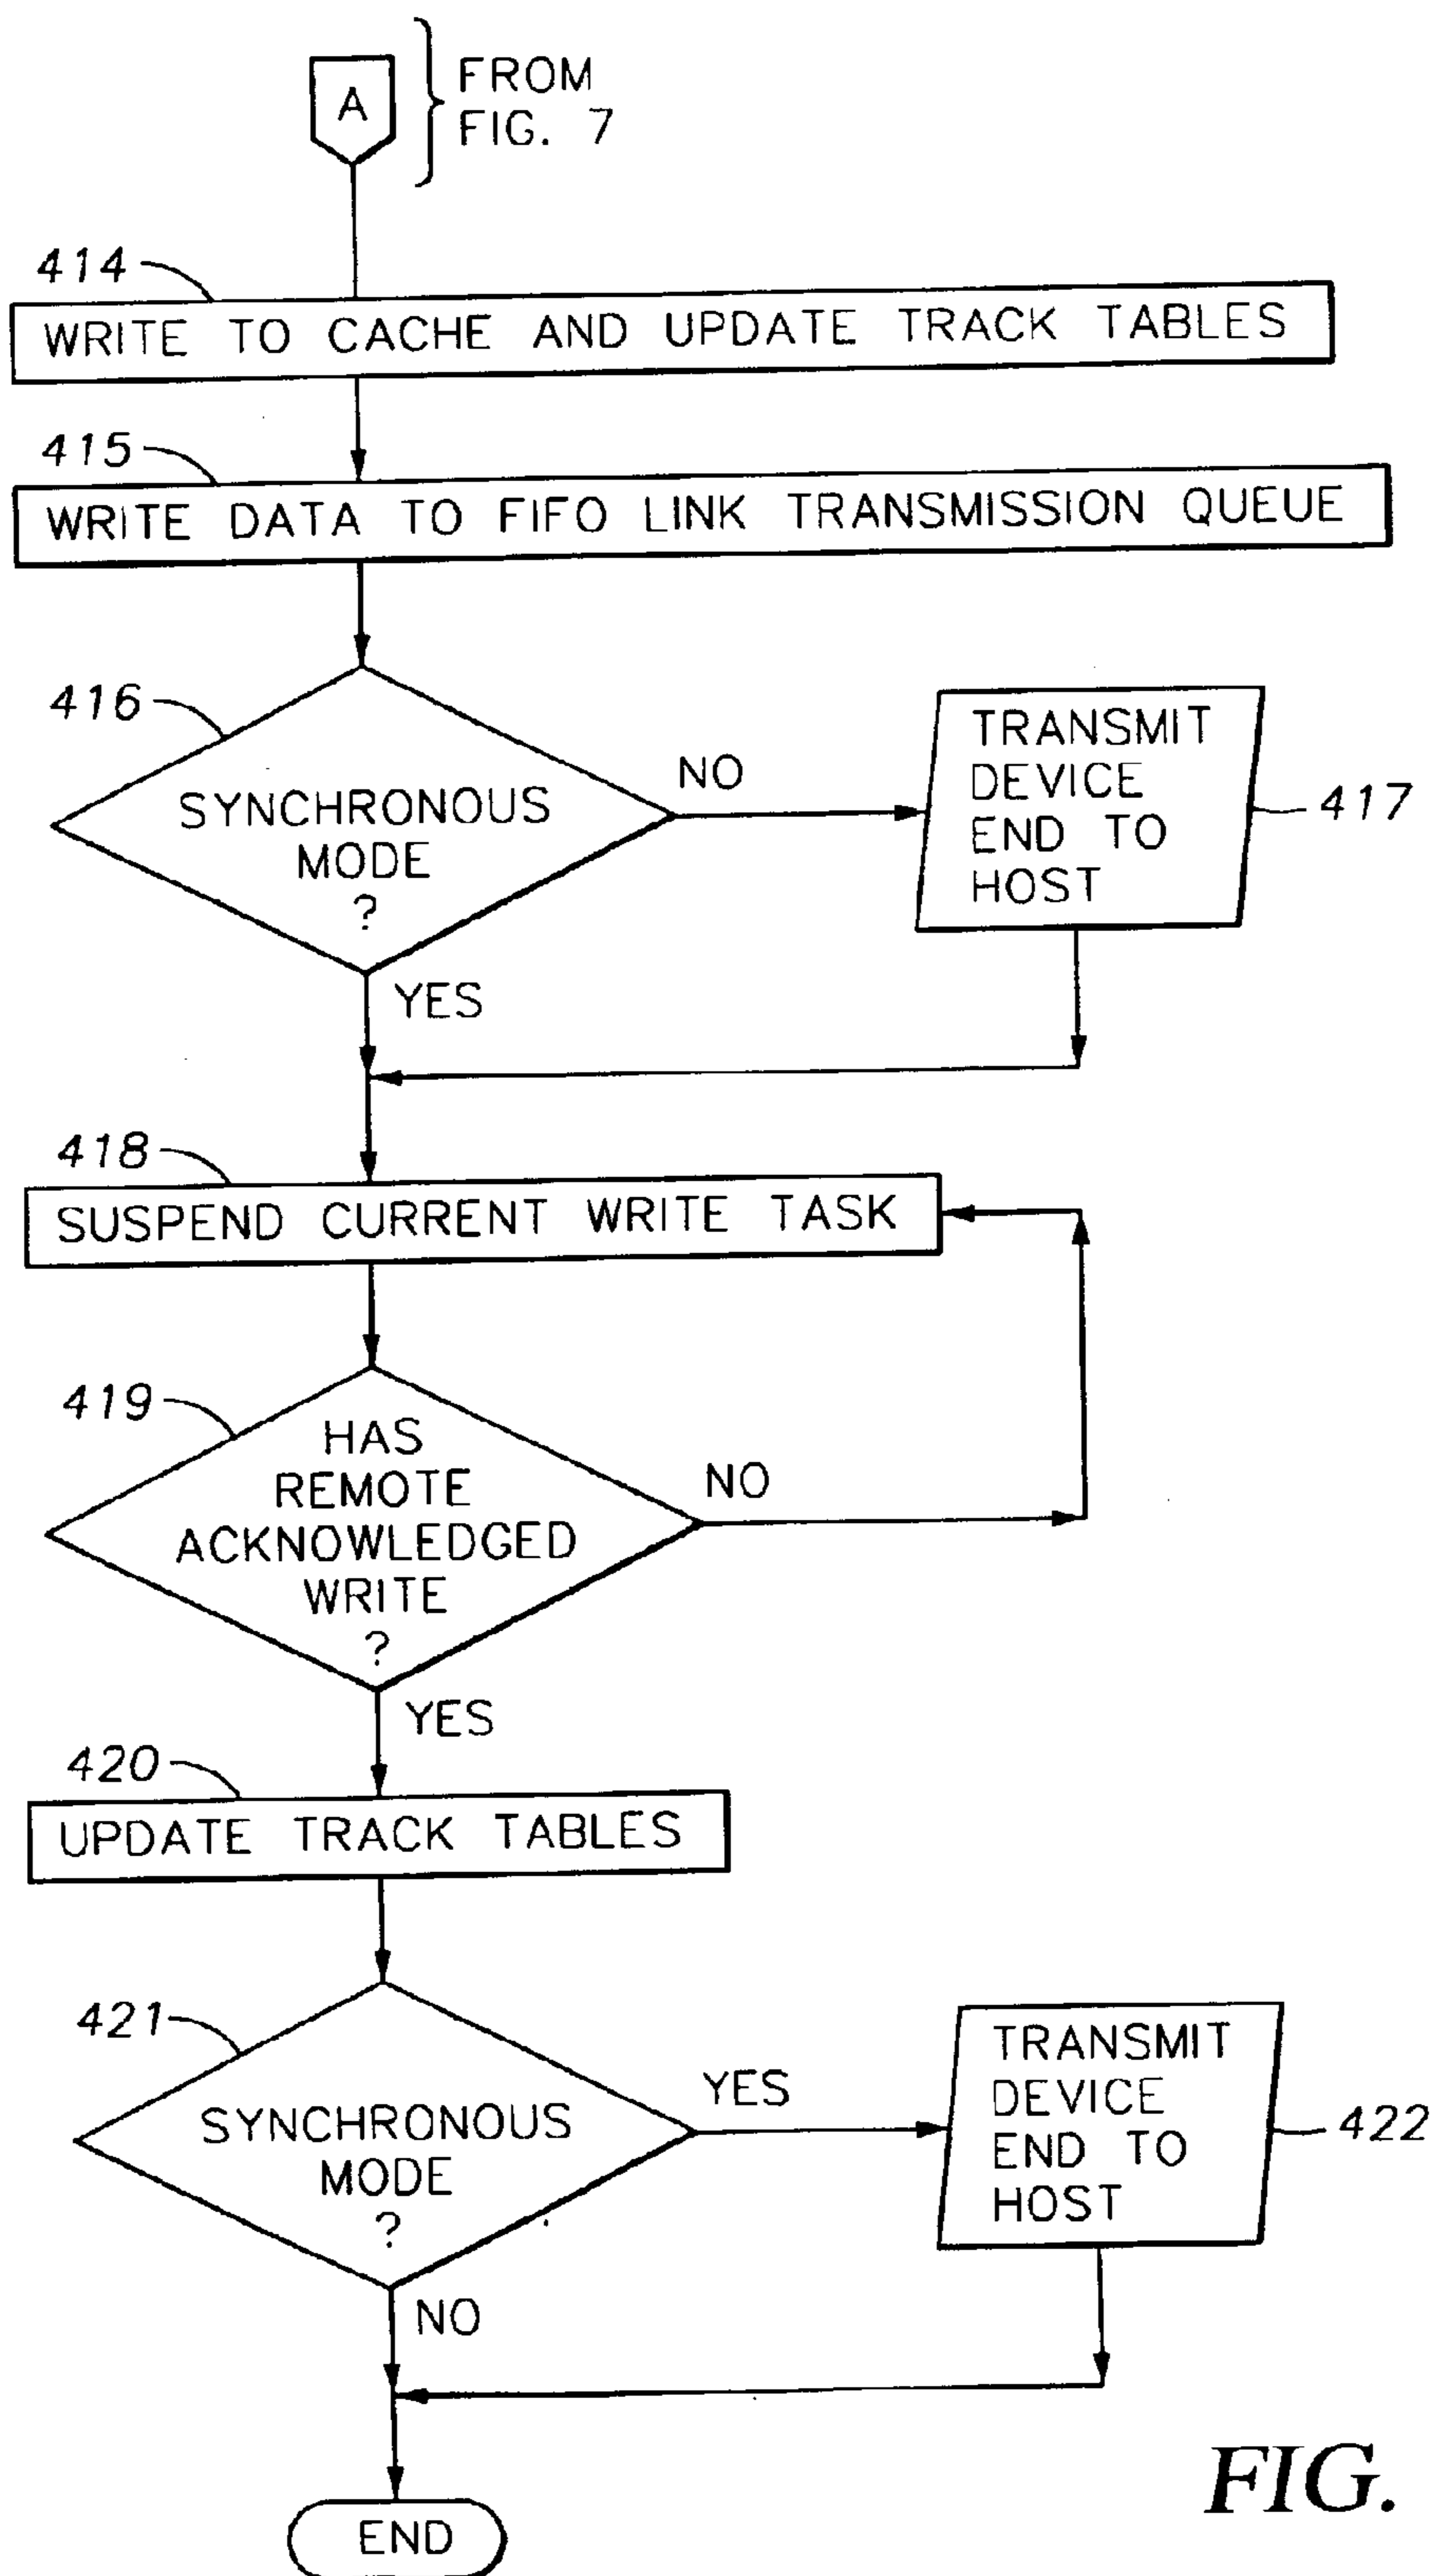 A
FROM
FIG. 7
414
WRITE TO CACHE AND UPDATE TRACK TABLES
415
WRITE DATA TO FIFO LINK TRANSMISSION QUEUE
416
SYNCHRONOUS
MODE
?
NO
TRANSMIT
DEVICE
END TO
HOST
417
YES
418
SUSPEND CURRENT WRITE TASK
419
HAS
REMOTE
ACKNOWLEDGED
WRITE
?
NO
YES
420
UPDATE TRACK TABLES
421
SYNCHRONOUS
MODE
?
YES
TRANSMIT
DEVICE
END TO
HOST
422
NO
END
FIG.